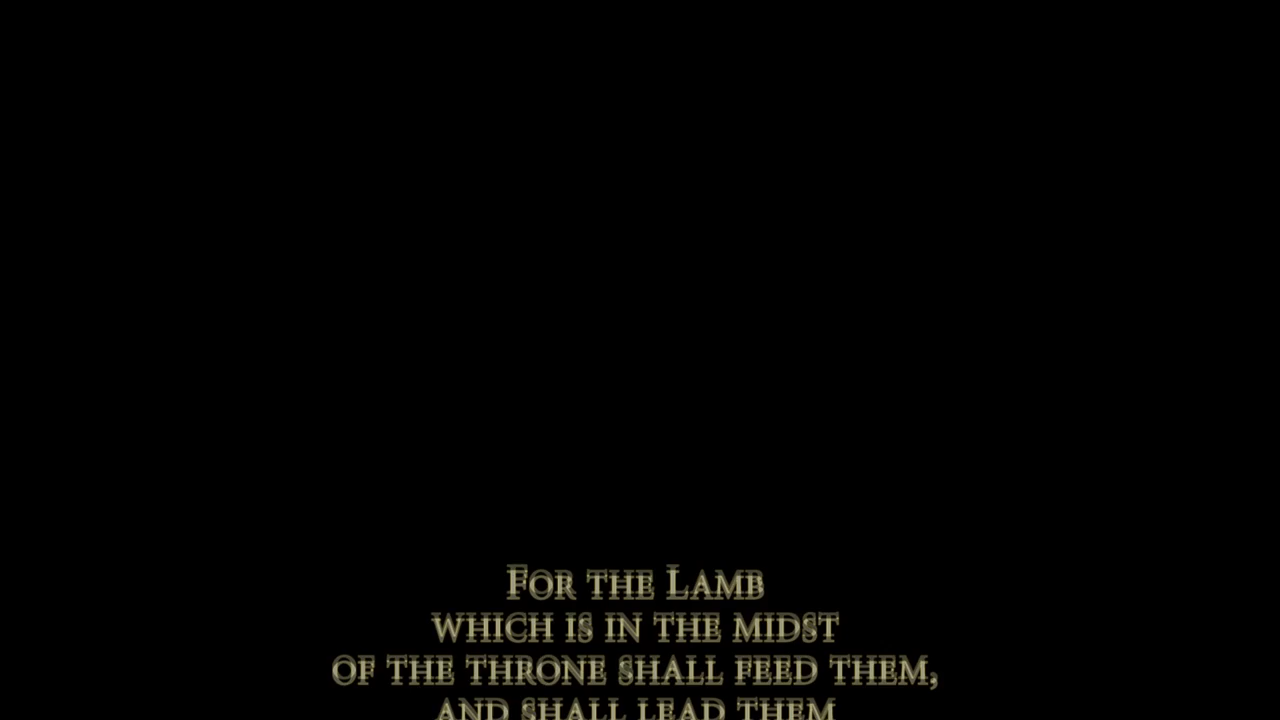 For the Lamb
which is in the midst
of the throne shall feed them,
and shall lead them